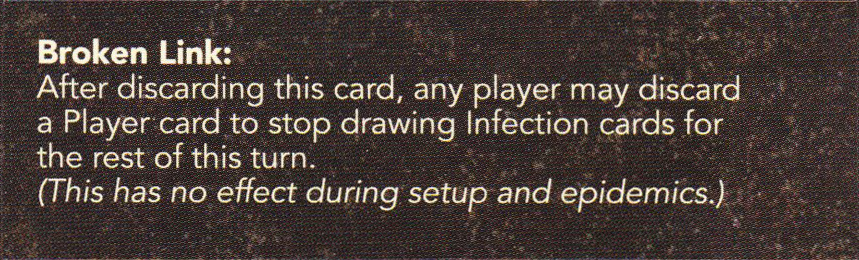 Broken Link:
After discarding this card, any player may discard
a Player card to stop drawing Infection cards for
the rest of this turn.
(This has no effect during setup and epidemics.)